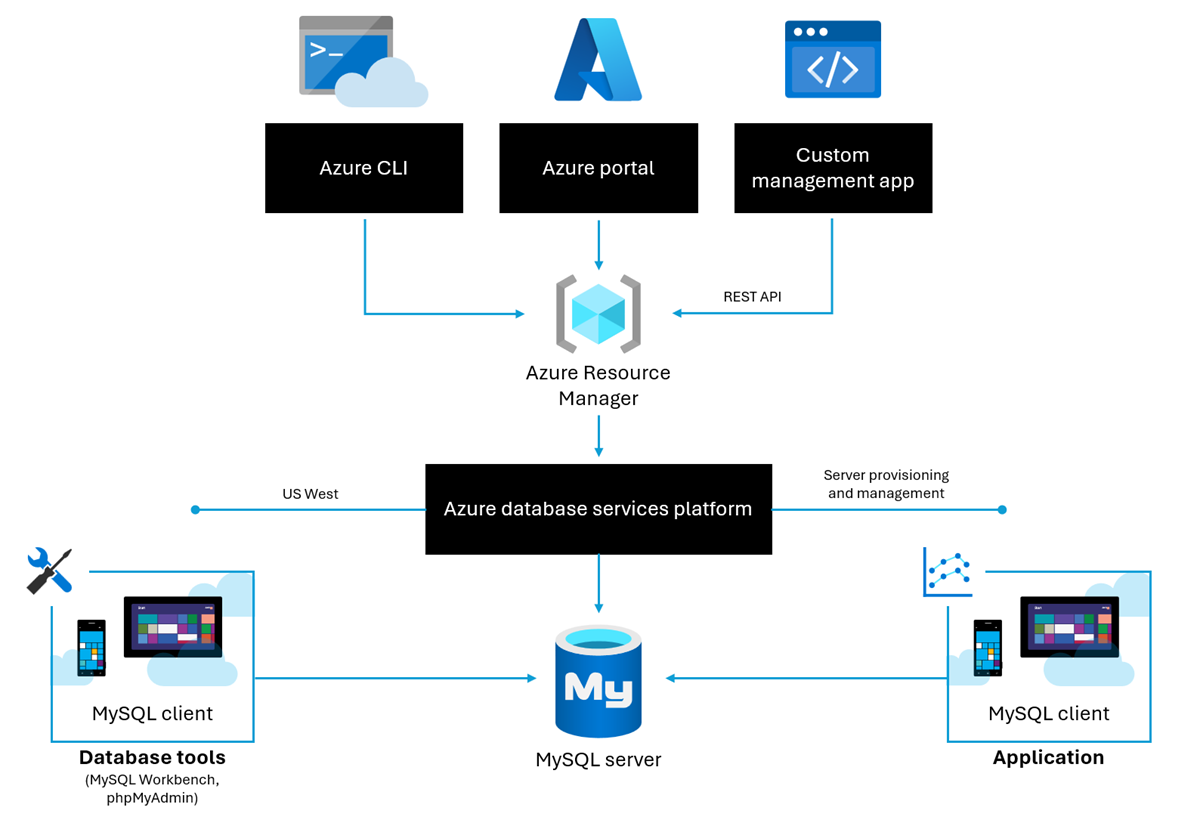 >_
</>
Azure CLI
Azure portal
Custom
management app
REST API
Azure Resource
Manager
US West
Azure database services platform
Server provisioning
and management
MySQL client
Database tools
(MySQL Workbench,
phpMyAdmin)
My
MySQL server
MySQL client
Application